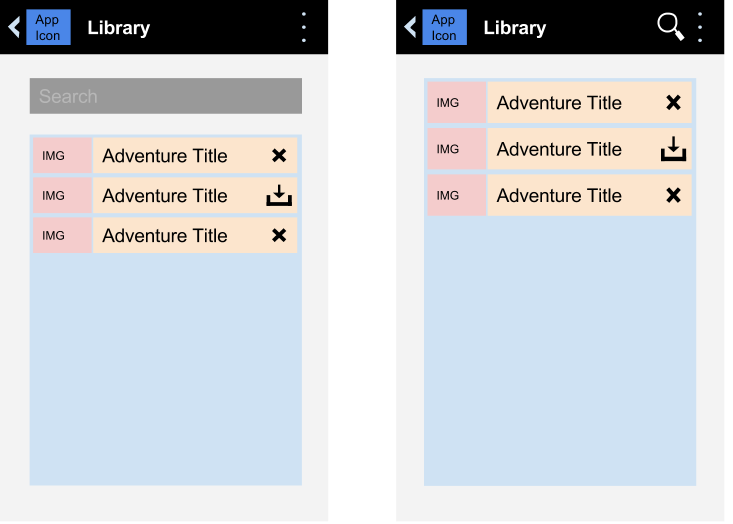 App
Icon
Library
Search
IMG
Adventure Title
IMG
Adventure Title
IMG
Adventure Title
App
Icon
Library
IMG
Adventure Title
IMG
Adventure Title
IMG
Adventure Title